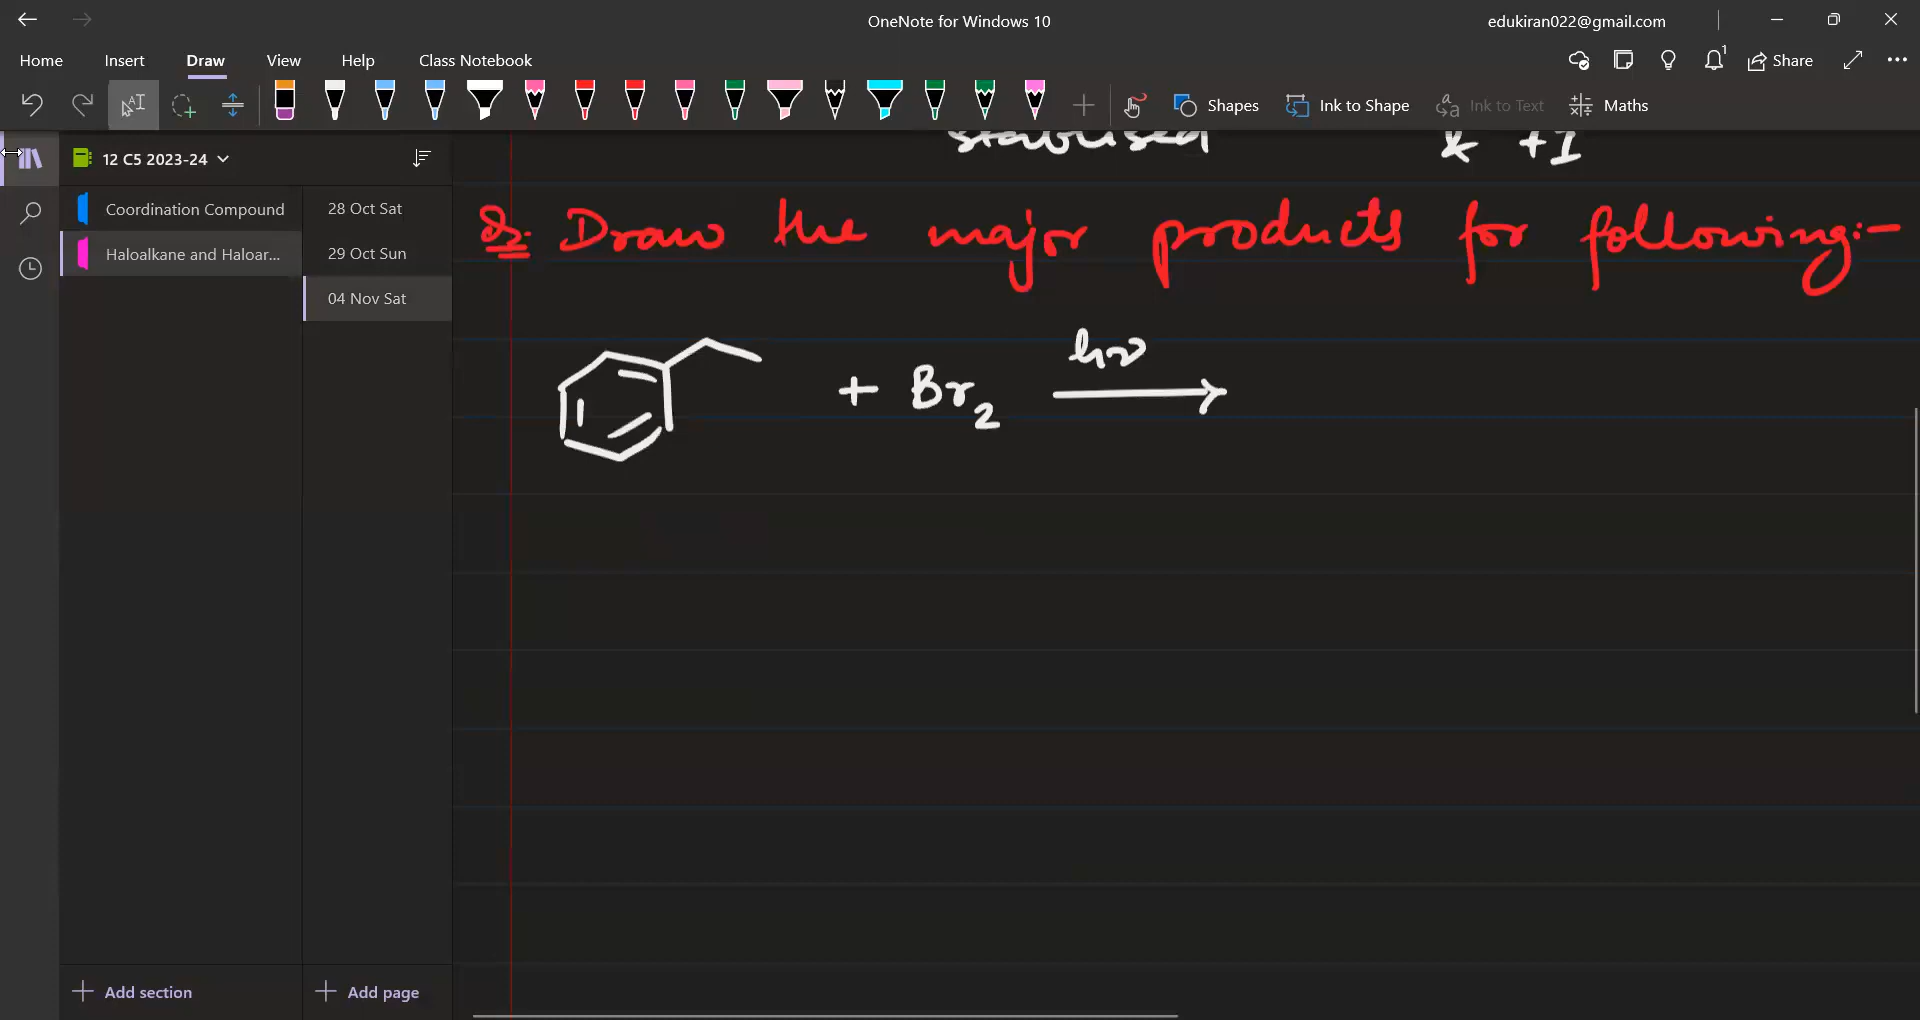 OneNote for Windows 10
edukiran022@gmail.com
Home Insert Draw View Help Class Notebook
1
Share
Shapes Ink to Shape Ink to Text Maths
12 C5 2023-24
Coordination Compound
Haloalkane and Haloar...
28 Oct Sat
29 Oct Sun
04 Nov Sat
stabilised & +I
Q. Draw the major products for following:-
+ Br2 hν
Add section
Add page